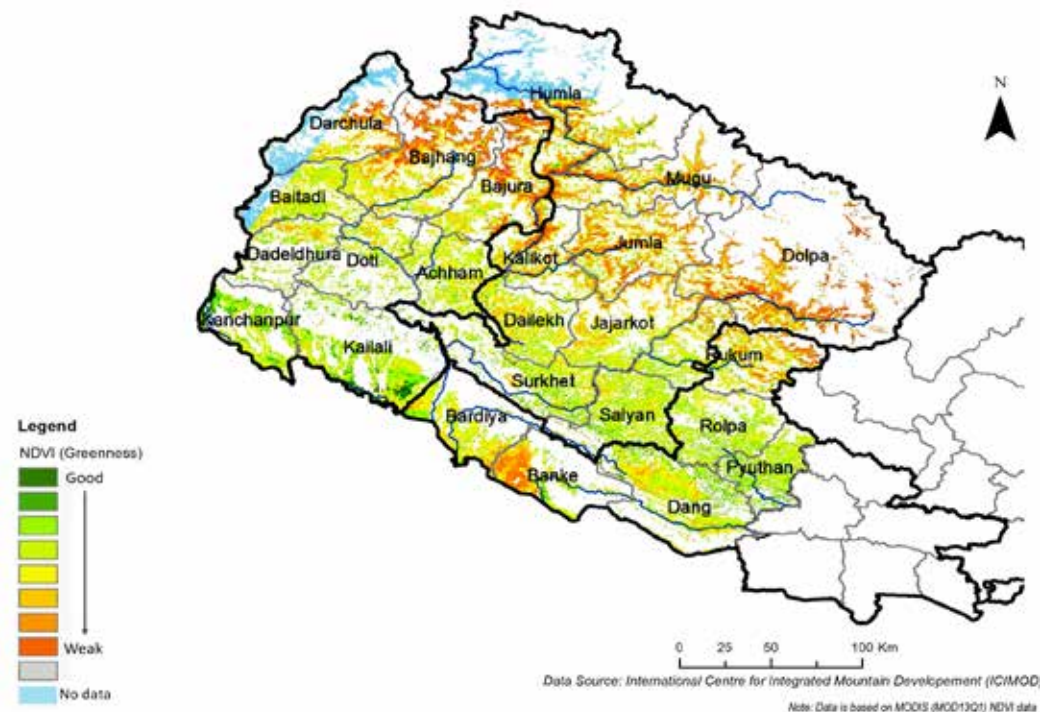 N
Humla
Darchula
Bajhang
Mugu
Bajura
Baitadi
Jumla
Dolpa
Kalikot
Dadeldhura
Doti
Achham
Dailekh
Jajarkot
Kanchanpur
Kailali
Rukum
Surkhet
Salyan
Bardiya
Rolpa
Pyuthan
Banke
Dang
Legend
NDVI (Greenness)
Good
Weak
No data
0 25 50 100 Km
Data Source: International Centre for Integrated Mountain Developement (ICIMOD)
Note: Data is based on MODIS (MOD13Q1) NDVI data